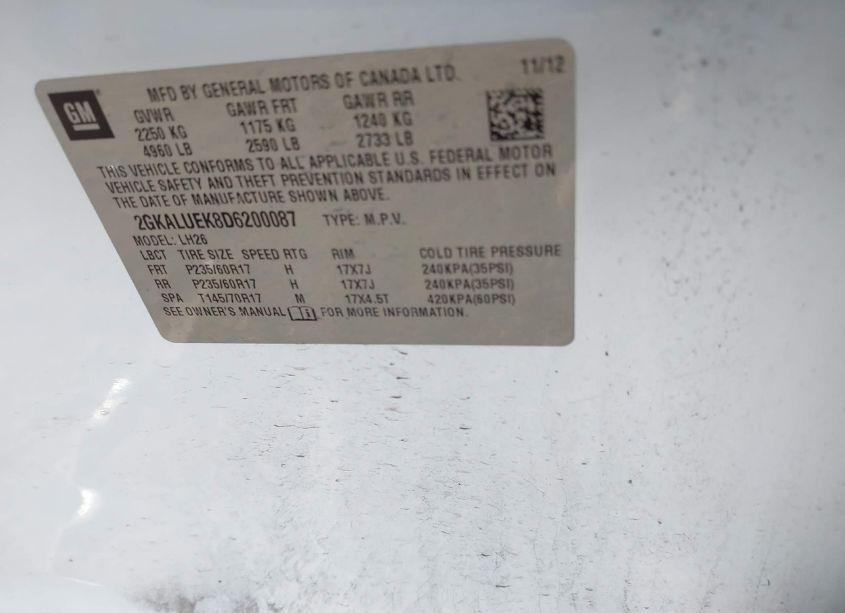 GM
MFD BY GENERAL MOTORS OF CANADA LTD. 11/12
GVWR GAWR FRT GAWR RR
2250 KG 1175 KG 1240 KG
4960 LB 2590 LB 2733 LB
THIS VEHICLE CONFORMS TO ALL APPLICABLE U.S. FEDERAL MOTOR
VEHICLE SAFETY AND THEFT PREVENTION STANDARDS IN EFFECT ON
THE DATE OF MANUFACTURE SHOWN ABOVE.
2GKALUEK8D6200087 TYPE: M.P.V.
MODEL: LH26
LBCT TIRE SIZE SPEED RTG RIM COLD TIRE PRESSURE
FRT P235/60R17 H 17X7J 240KPA(35PSI)
RR P235/60R17 H 17X7J 240KPA(35PSI)
SPA T145/70R17 M 17X4.5T 420KPA(60PSI)
SEE OWNER'S MANUAL FOR MORE INFORMATION.